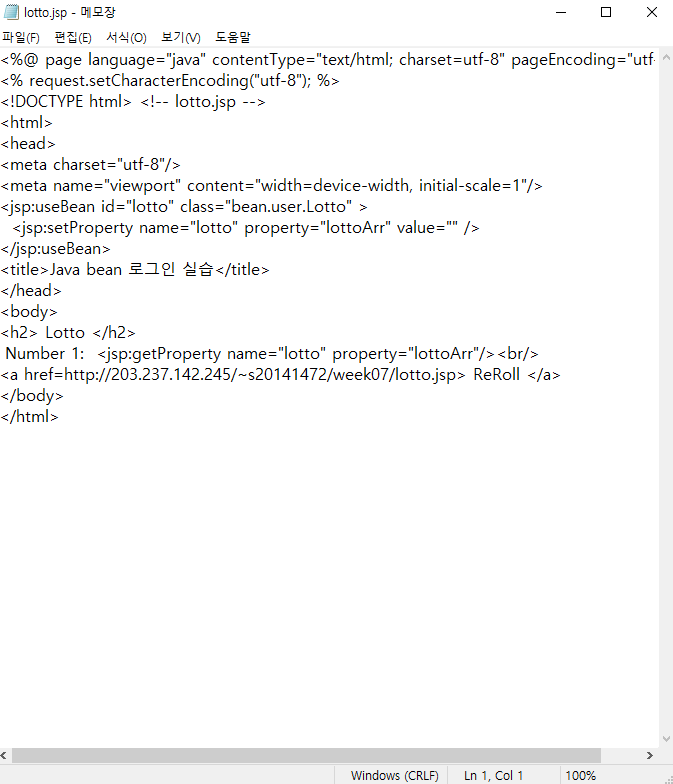 lotto.jsp - 메모장
파일(F) 편집(E) 서식(O) 보기(V) 도움말
<%@ page language="java" contentType="text/html; charset=utf-8" pageEncoding="utf-
<% request.setCharacterEncoding("utf-8"); %>
<!DOCTYPE html> <!-- lotto.jsp -->
<html>
<head>
<meta charset="utf-8"/>
<meta name="viewport" content="width=device-width, initial-scale=1"/>
<jsp:useBean id="lotto" class="bean.user.Lotto" >
<jsp:setProperty name="lotto" property="lottoArr" value="" />
</jsp:useBean>
<title>Java bean 로그인 실습</title>
</head>
<body>
<h2> Lotto </h2>
Number 1: <jsp:getProperty name="lotto" property="lottoArr"/><br/>
<a href=http://203.237.142.245/~s20141472/week07/lotto.jsp> ReRoll </a>
</body>
</html>
Windows (CRLF) Ln 1, Col 1 100%